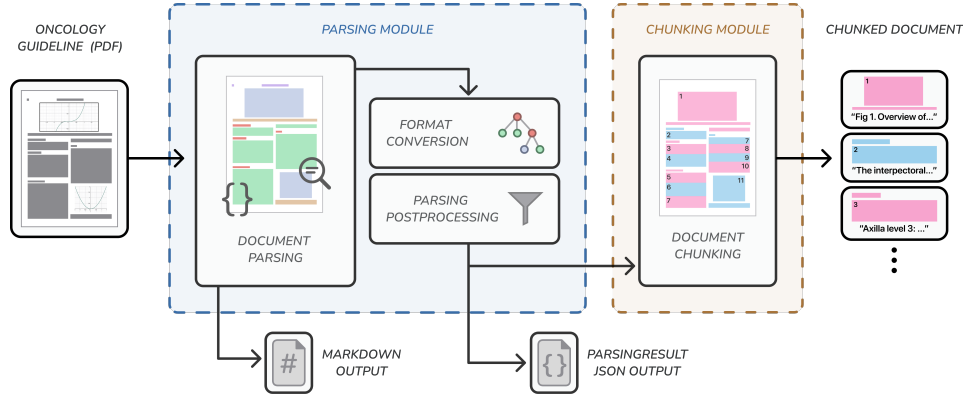 ONCOLOGY
GUIDELINE (PDF)
PARSING MODULE
{}
DOCUMENT
PARSING
FORMAT
CONVERSION
PARSING
POSTPROCESSING
#
MARKDOWN
OUTPUT
{}
PARSINGRESULT
JSON OUTPUT
CHUNKING MODULE
1
2
3
4
5
6
7
7
8
9
10
11
DOCUMENT
CHUNKING
CHUNKED DOCUMENT
1
"Fig 1. Overview of..."
2
"The interpectoral..."
3
"Axilla level 3: ..."